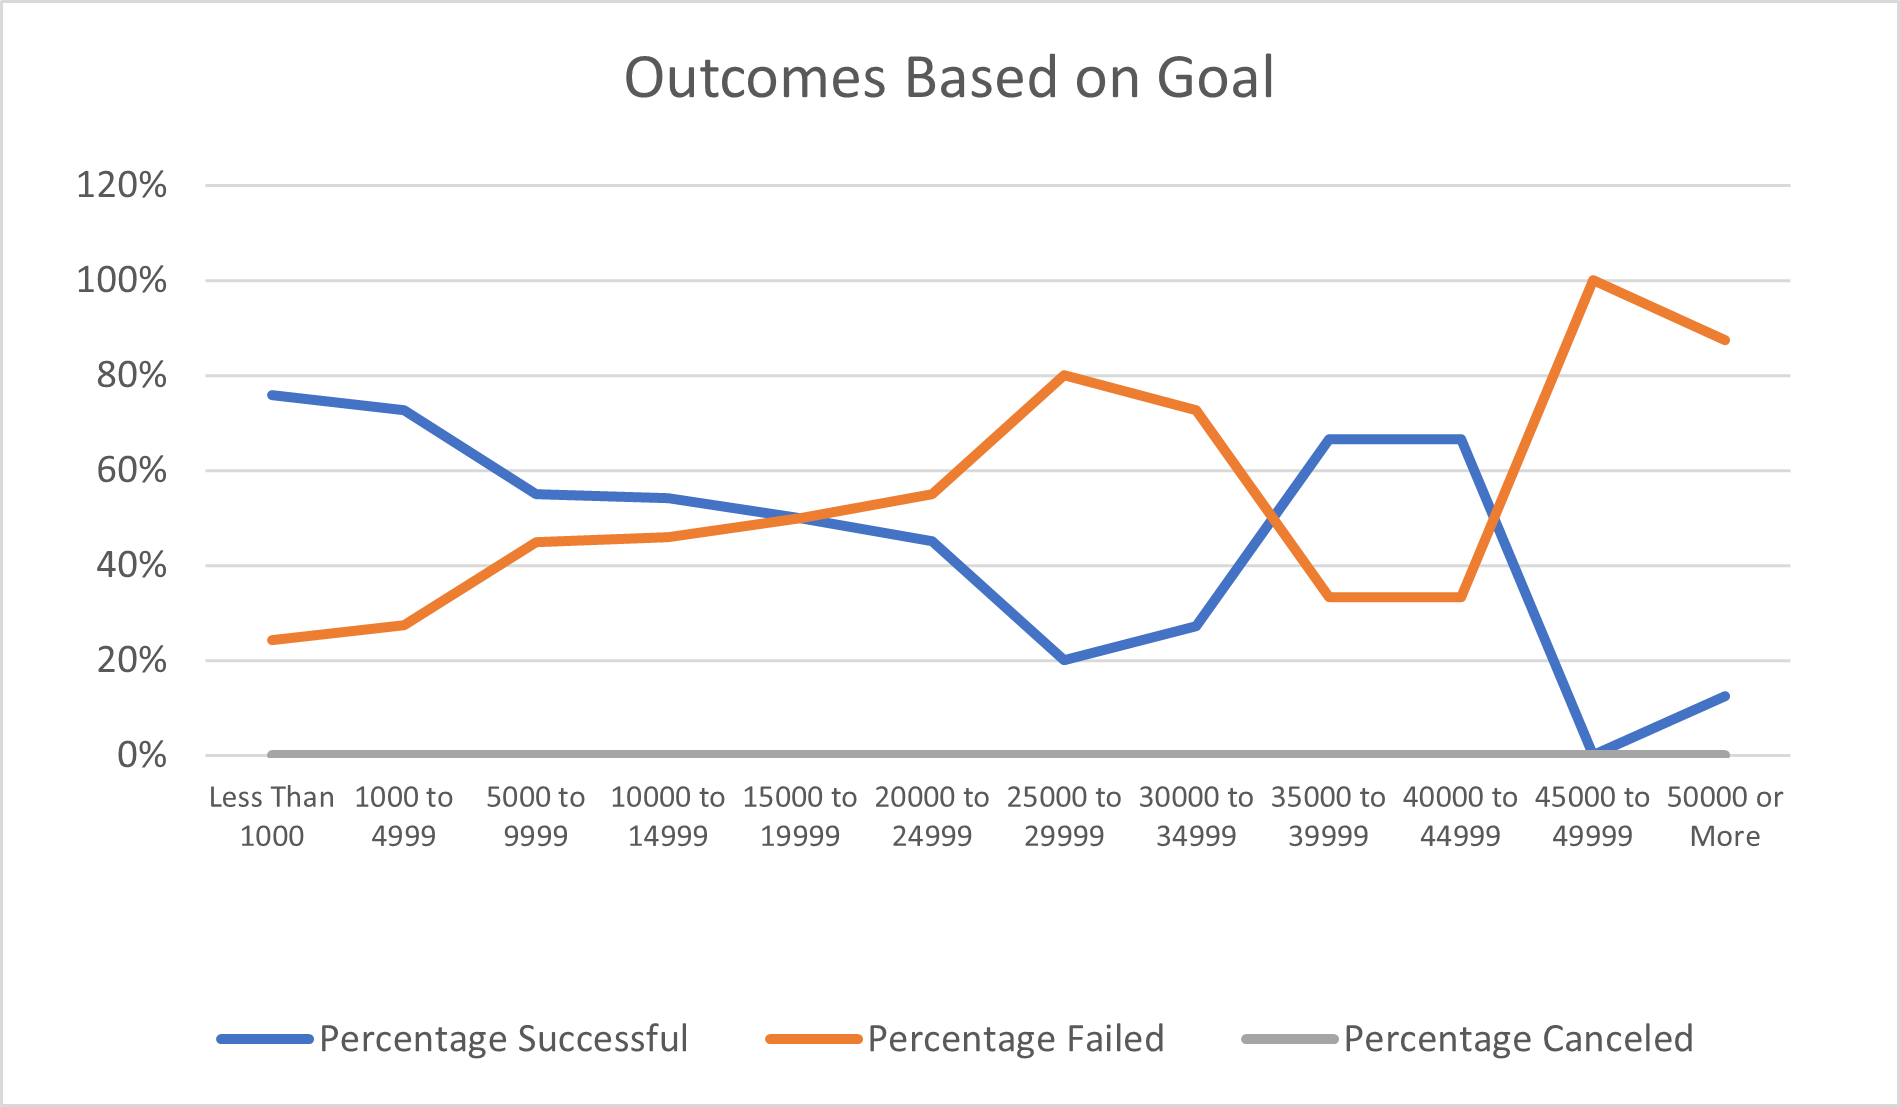 Outcomes Based on Goal
120%
100%
80%
60%
40%
20%
0%
Less Than 1000 to 5000 to 10000 to 15000 to 20000 to 25000 to 30000 to 35000 to 40000 to 45000 to 50000 or
1000 4999 9999 14999 19999 24999 29999 34999 39999 44999 49999 More
Percentage Successful Percentage Failed Percentage Canceled